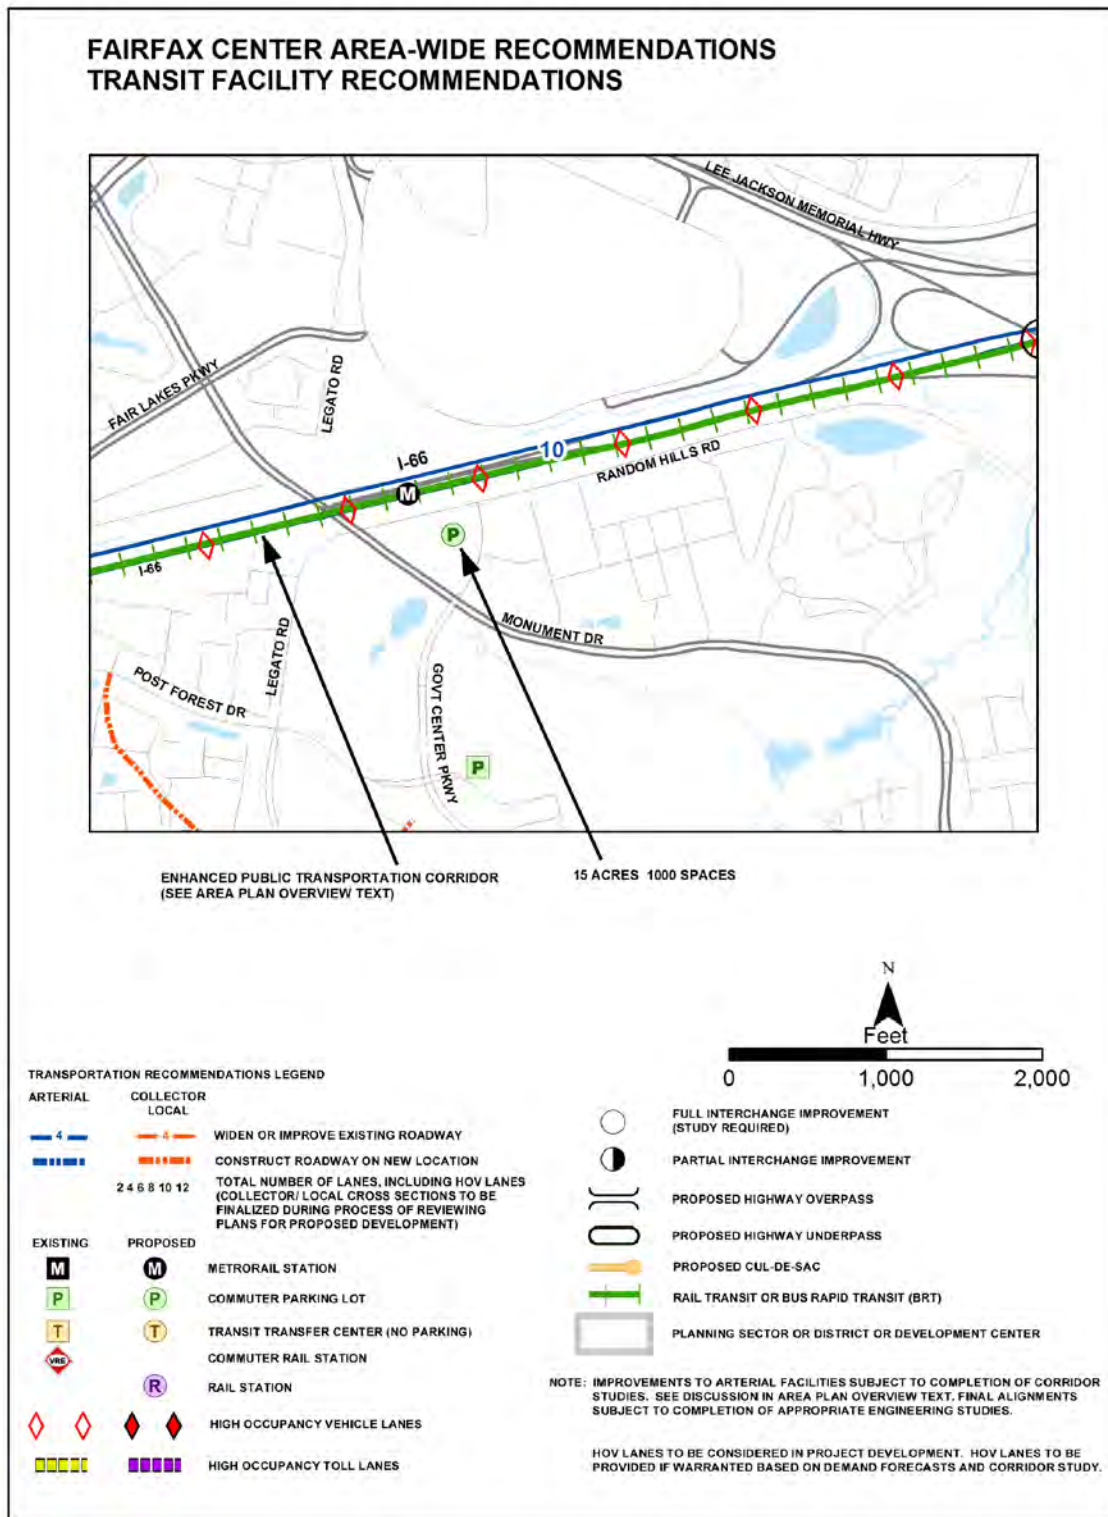 FAIRFAX CENTER AREA-WIDE RECOMMENDATIONS
TRANSIT FACILITY RECOMMENDATIONS
LEE JACKSON MEMORIAL HWY
FAIR LAKES PKWY
LEGATO RD
I-66
10
RANDOM HILLS RD
M
P
I-66
MONUMENT DR
LEGATO RD
POST FOREST DR
GOVT CENTER PKWY
P
ENHANCED PUBLIC TRANSPORTATION CORRIDOR
(SEE AREA PLAN OVERVIEW TEXT)
15 ACRES 1000 SPACES
N
Feet
0 1,000 2,000
TRANSPORTATION RECOMMENDATIONS LEGEND
ARTERIAL COLLECTOR
LOCAL
4 4 WIDEN OR IMPROVE EXISTING ROADWAY
CONSTRUCT ROADWAY ON NEW LOCATION
2 4 6 8 10 12 TOTAL NUMBER OF LANES, INCLUDING HOV LANES
(COLLECTOR/ LOCAL CROSS SECTIONS TO BE
FINALIZED DURING PROCESS OF REVIEWING
PLANS FOR PROPOSED DEVELOPMENT)
EXISTING PROPOSED
M M METRORAIL STATION
P P COMMUTER PARKING LOT
T T TRANSIT TRANSFER CENTER (NO PARKING)
VRE COMMUTER RAIL STATION
R RAIL STATION
HIGH OCCUPANCY VEHICLE LANES
HIGH OCCUPANCY TOLL LANES
FULL INTERCHANGE IMPROVEMENT
(STUDY REQUIRED)
PARTIAL INTERCHANGE IMPROVEMENT
PROPOSED HIGHWAY OVERPASS
PROPOSED HIGHWAY UNDERPASS
PROPOSED CUL-DE-SAC
RAIL TRANSIT OR BUS RAPID TRANSIT (BRT)
PLANNING SECTOR OR DISTRICT OR DEVELOPMENT CENTER
NOTE: IMPROVEMENTS TO ARTERIAL FACILITIES SUBJECT TO COMPLETION OF CORRIDOR
STUDIES. SEE DISCUSSION IN AREA PLAN OVERVIEW TEXT. FINAL ALIGNMENTS
SUBJECT TO COMPLETION OF APPROPRIATE ENGINEERING STUDIES.
HOV LANES TO BE CONSIDERED IN PROJECT DEVELOPMENT. HOV LANES TO BE
PROVIDED IF WARRANTED BASED ON DEMAND FORECASTS AND CORRIDOR STUDY.